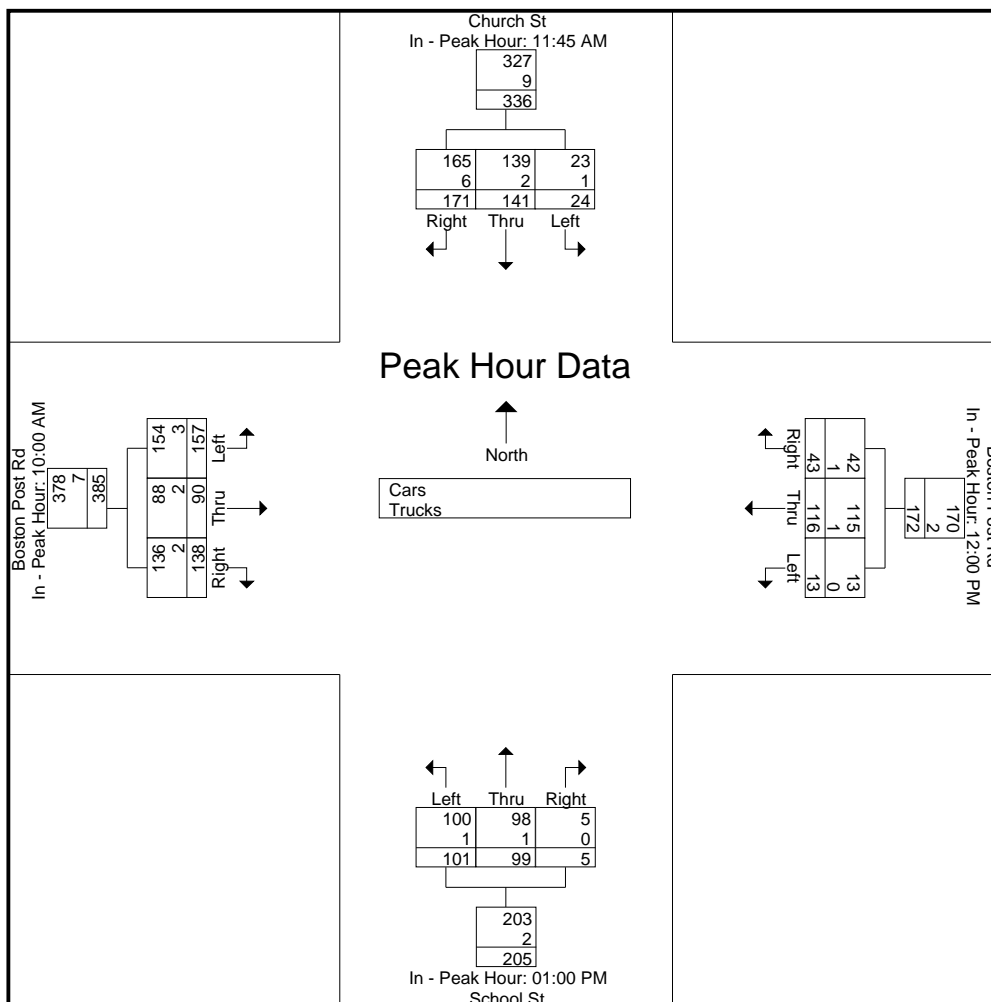 Church St
In - Peak Hour: 11:45 AM
327
9
336
165 139 23
6 2 1
171 141 24
Right Thru Left
Peak Hour Data
North
Cars
Trucks
Boston Post Rd
In - Peak Hour: 10:00 AM
378
7
385
154 88 136
3 2 2
157 90 138
Left Thru Right
Boston Post Rd
In - Peak Hour: 12:00 PM
170
2
172
42 115 13
1 1 0
43 116 13
Right Thru Left
Left Thru Right
100 98 5
1 1 0
101 99 5
203
2
205
In - Peak Hour: 01:00 PM
School St